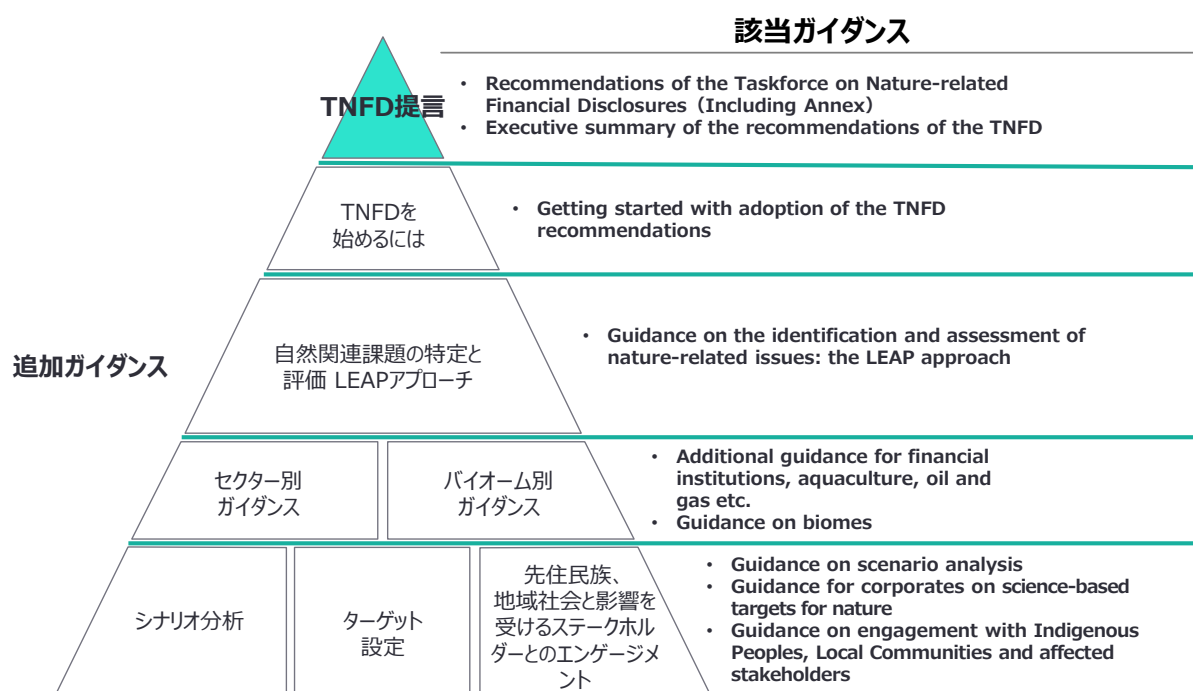 該当ガイダンス
TNFD提言
• Recommendations of the Taskforce on Nature-related
Financial Disclosures（Including Annex）
• Executive summary of the recommendations of the TNFD
TNFDを
始めるには
• Getting started with adoption of the TNFD
recommendations
追加ガイダンス
自然関連課題の特定と
評価 LEAPアプローチ
• Guidance on the identification and assessment of
nature-related issues: the LEAP approach
セクター別
ガイダンス
バイオーム別
ガイダンス
• Additional guidance for financial
institutions, aquaculture, oil and
gas etc.
• Guidance on biomes
シナリオ分析
ターゲット
設定
先住民族、
地域社会と影響を
受けるステークホル
ダーとのエンゲージメ
ント
• Guidance on scenario analysis
• Guidance for corporates on science-based
targets for nature
• Guidance on engagement with Indigenous
Peoples, Local Communities and affected
stakeholders